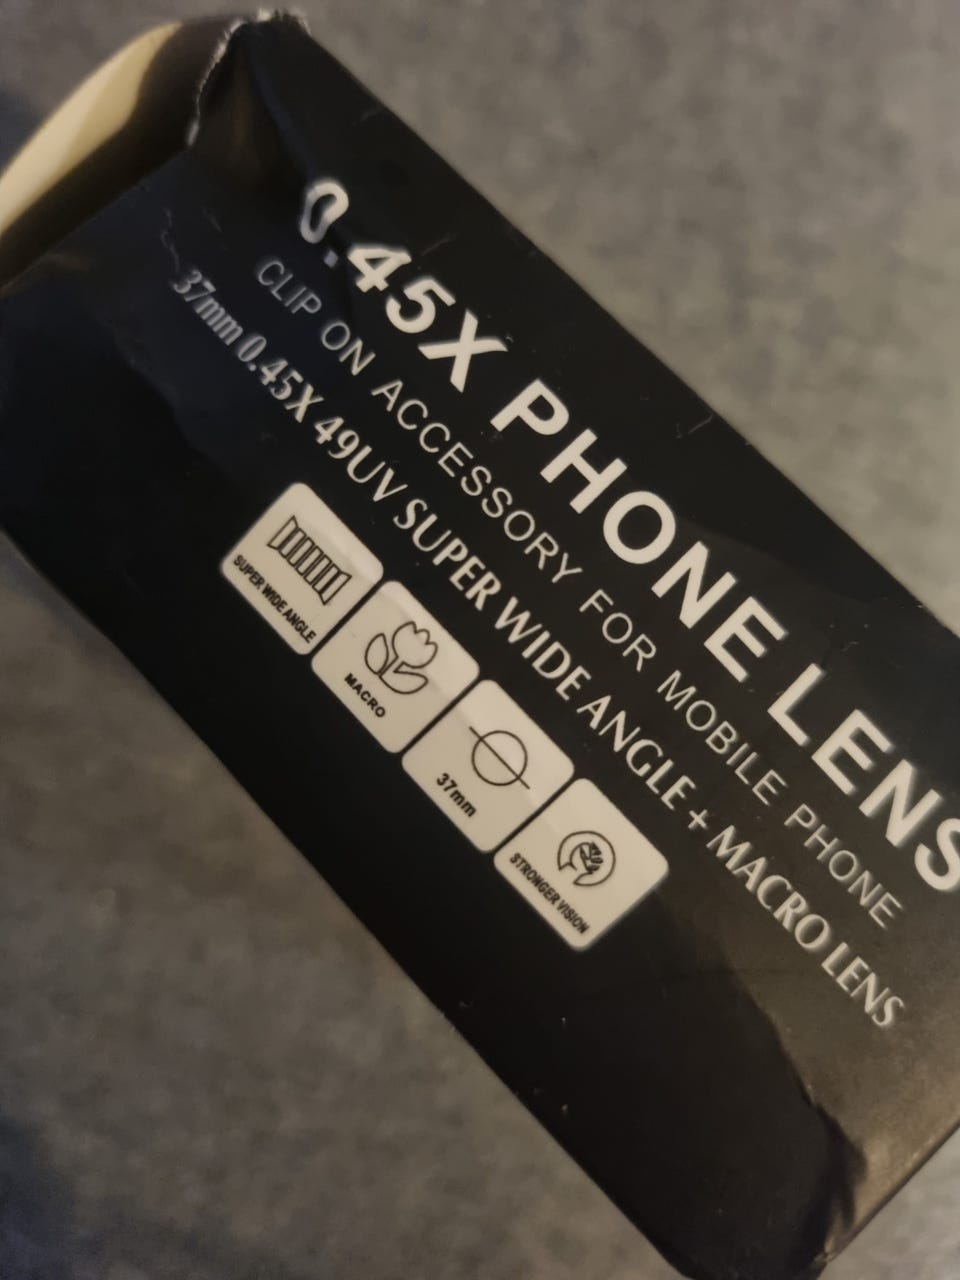 0.45X PHONE LENS
CLIP ON ACCESSORY FOR MOBILE PHONE
37mm 0.45X 49UV SUPER WIDE ANGLE + MACRO LENS
SUPER WIDE ANGLE
MACRO
37mm
STRONGER VISION